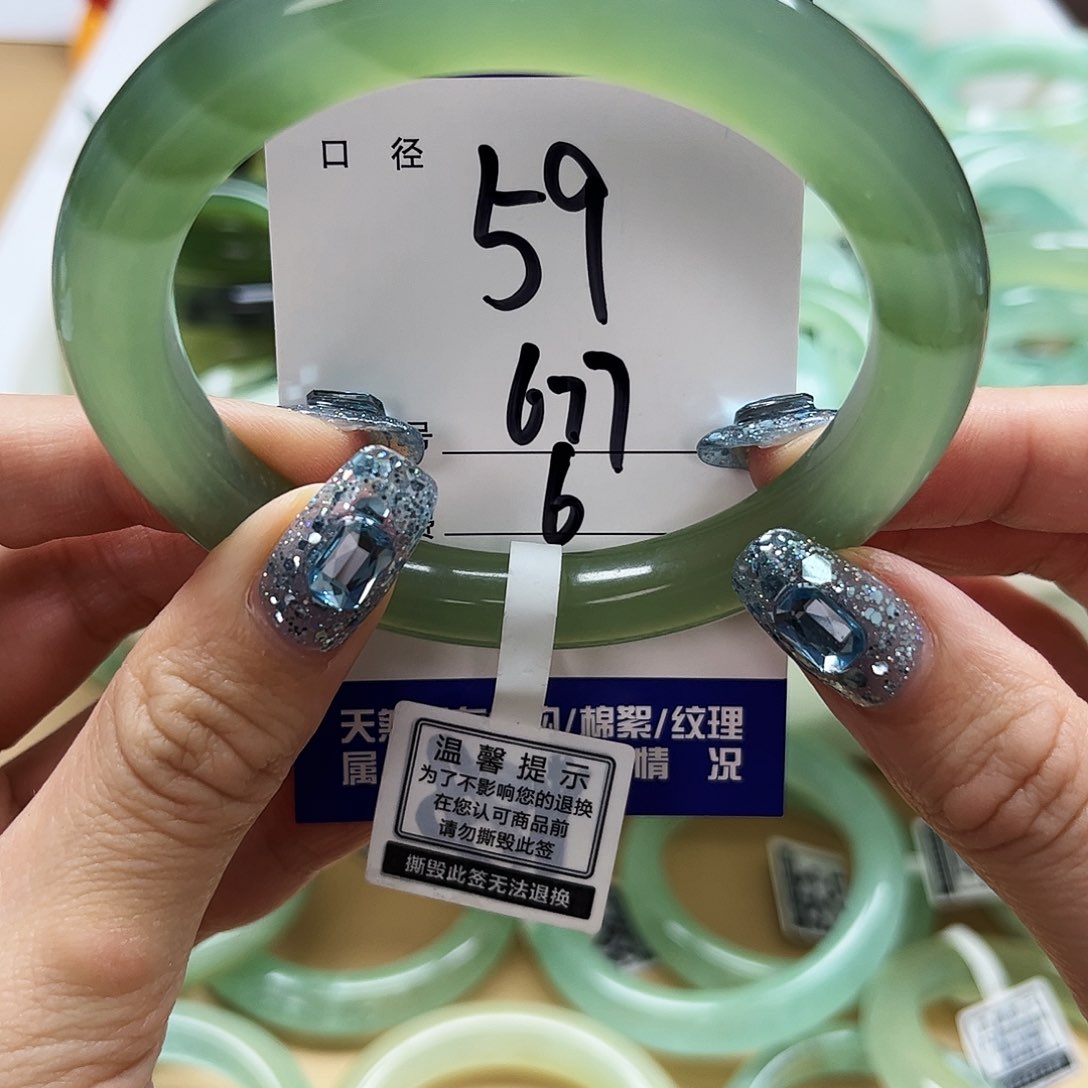 口 径
59
677
号
6
天然 /棉絮/纹理
属 情 况
温馨提示
为了不影响您的退换
在您认可商品前
请勿撕毁此签
撕毁此签无法退换